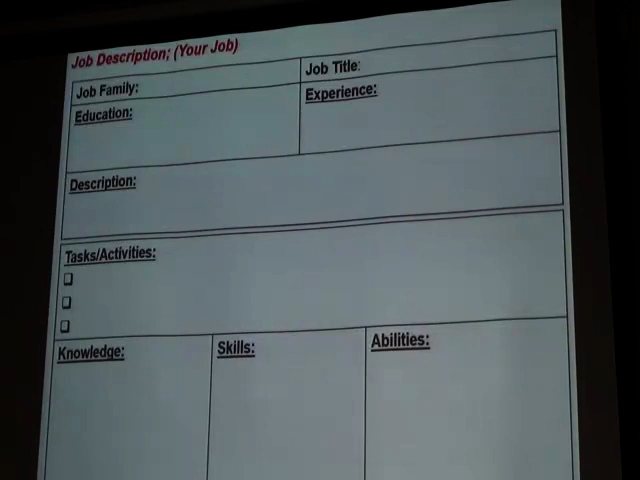 Job Description; (Your Job)
Job Family:
Job Title:
Education:
Experience:
Description:
Tasks/Activities:
❑
❑
❑
Knowledge:
Skills:
Abilities: